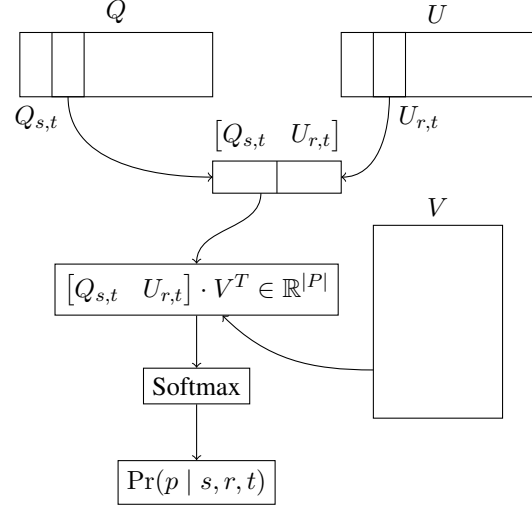 Q U
Q_{s,t} U_{r,t}
[Q_{s,t} U_{r,t}]
V
[Q_{s,t} U_{r,t}] · V^T ∈ ℝ^{|P|}
Softmax
Pr(p | s, r, t)